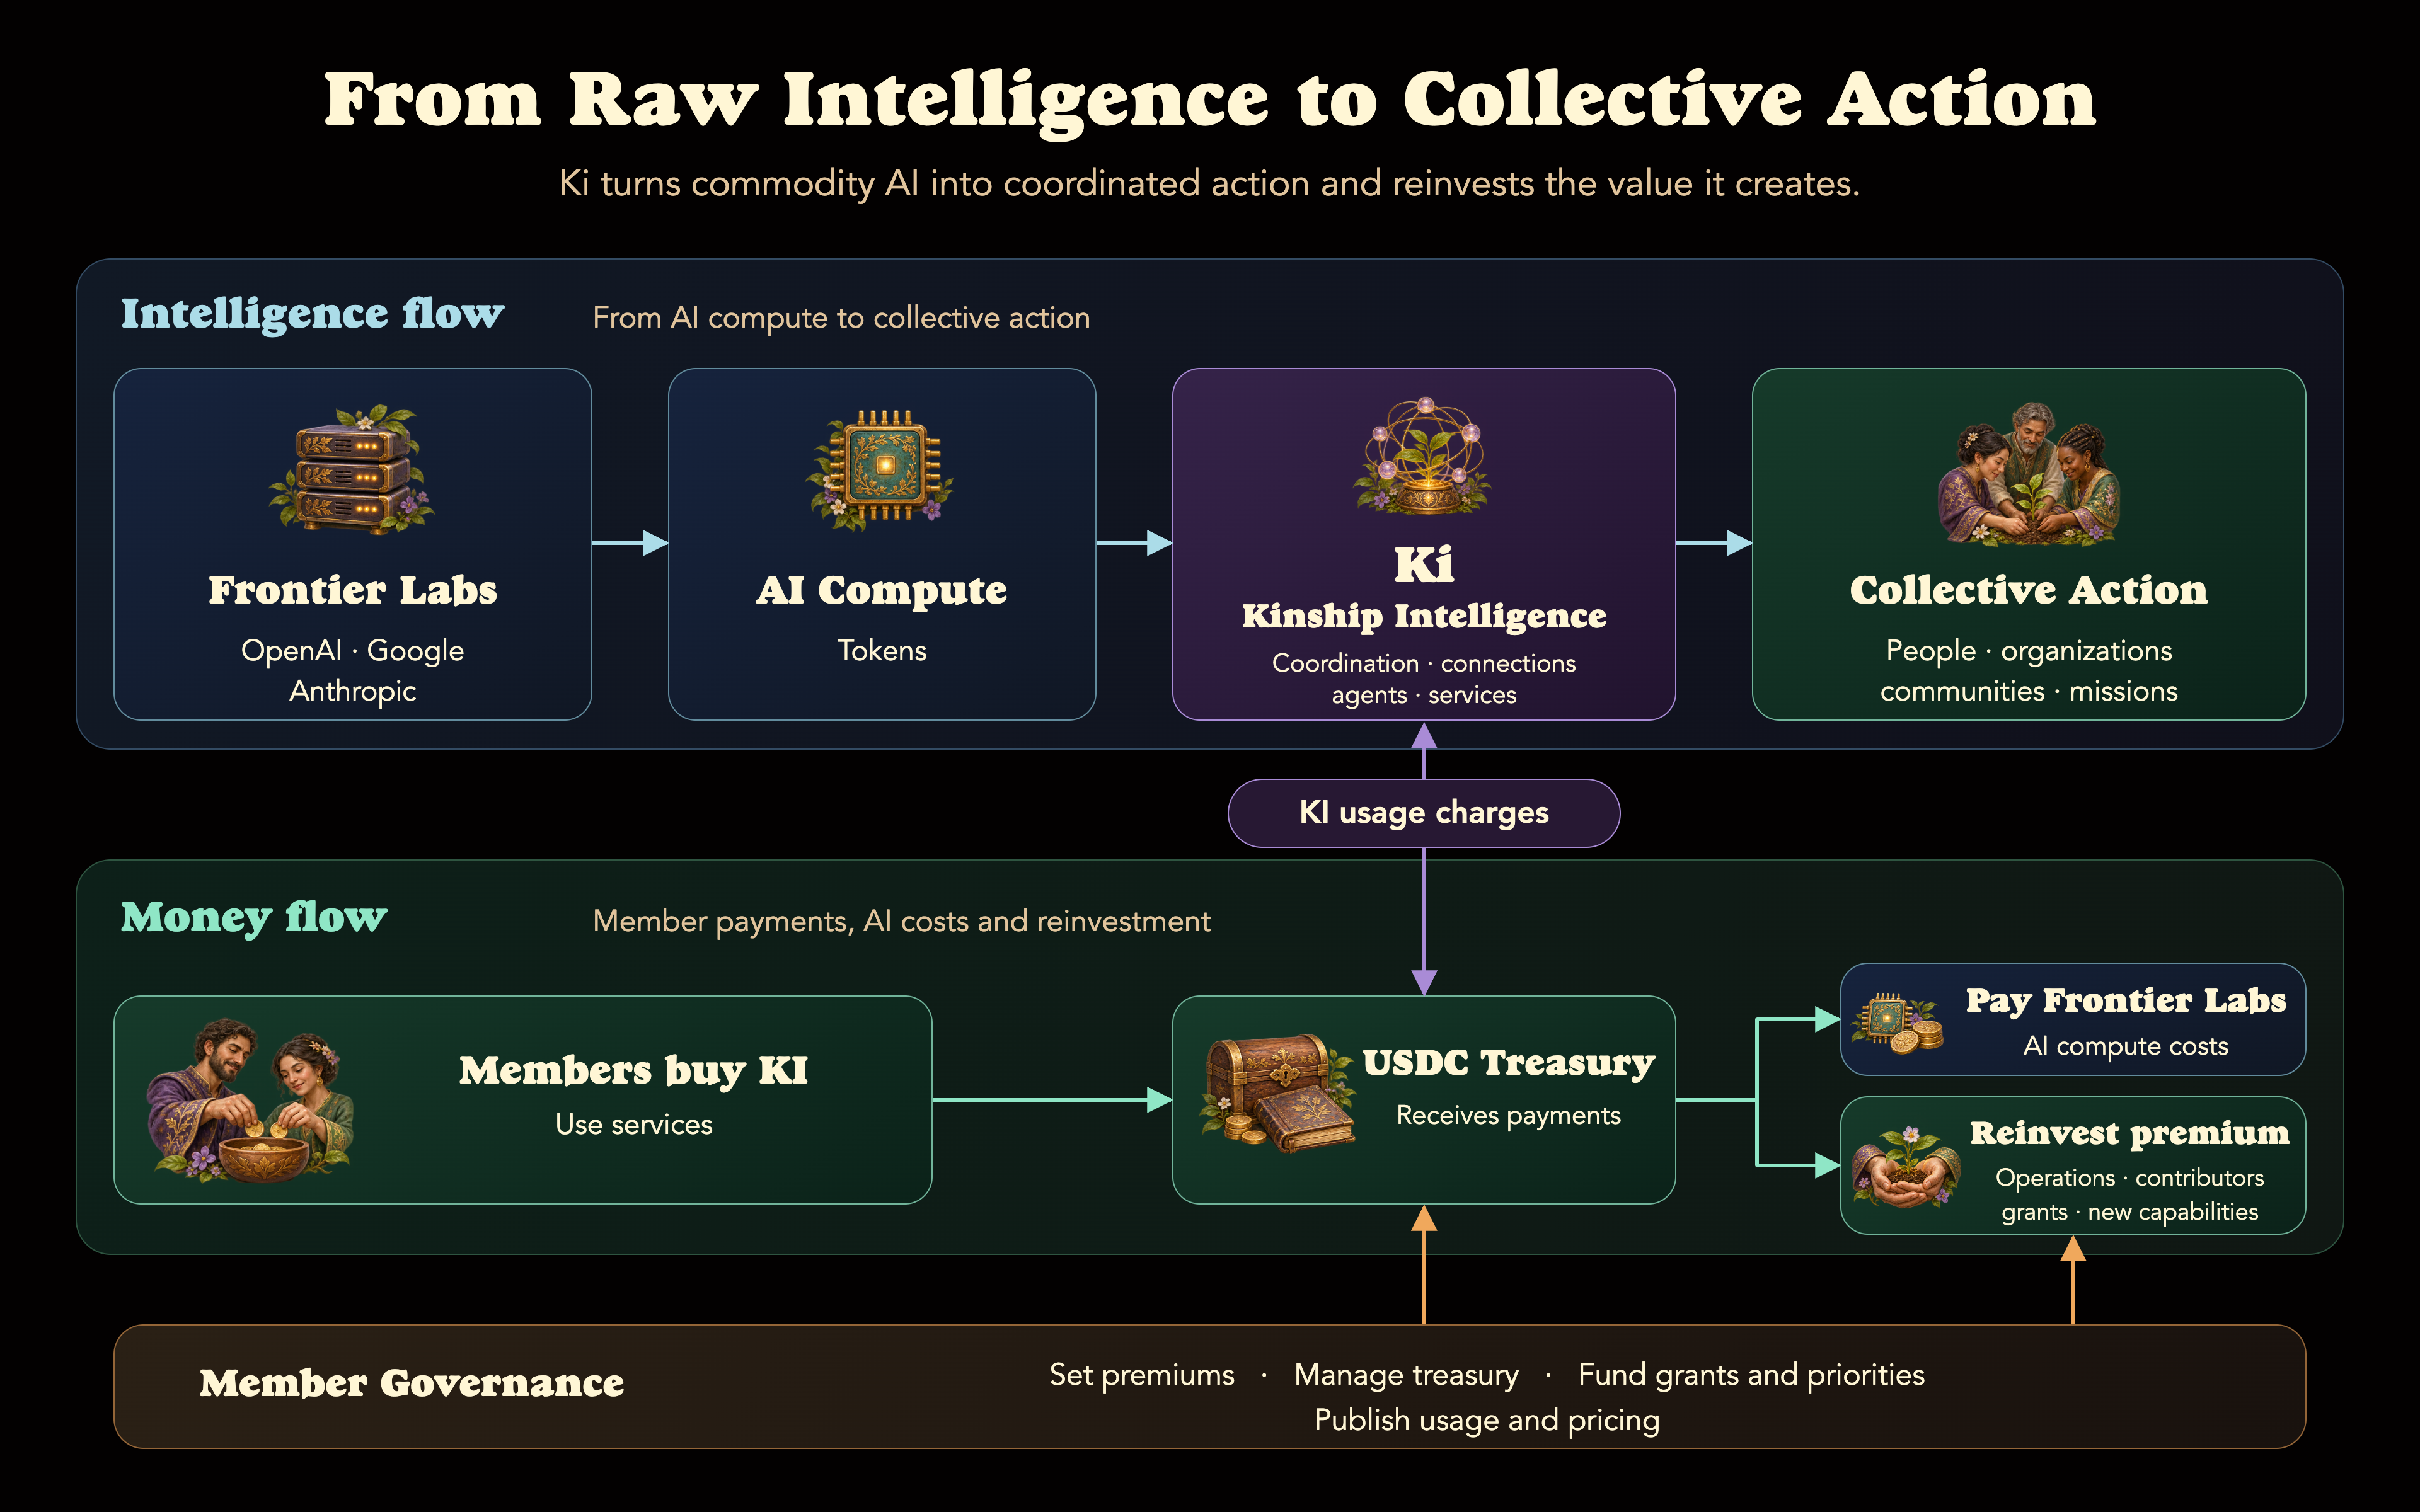 From Raw Intelligence to Collective Action
Ki turns commodity AI into coordinated action and reinvests the value it creates.
Intelligence flow
From AI compute to collective action
Frontier Labs
OpenAI · Google
Anthropic
AI Compute
Tokens
Ki
Kinship Intelligence
Coordination · connections
agents · services
Collective Action
People · organizations
communities · missions
KI usage charges
Money flow
Member payments, AI costs and reinvestment
Members buy KI
Use services
USDC Treasury
Receives payments
Pay Frontier Labs
AI compute costs
Reinvest premium
Operations · contributors
grants · new capabilities
Member Governance
Set premiums · Manage treasury · Fund grants and priorities
Publish usage and pricing